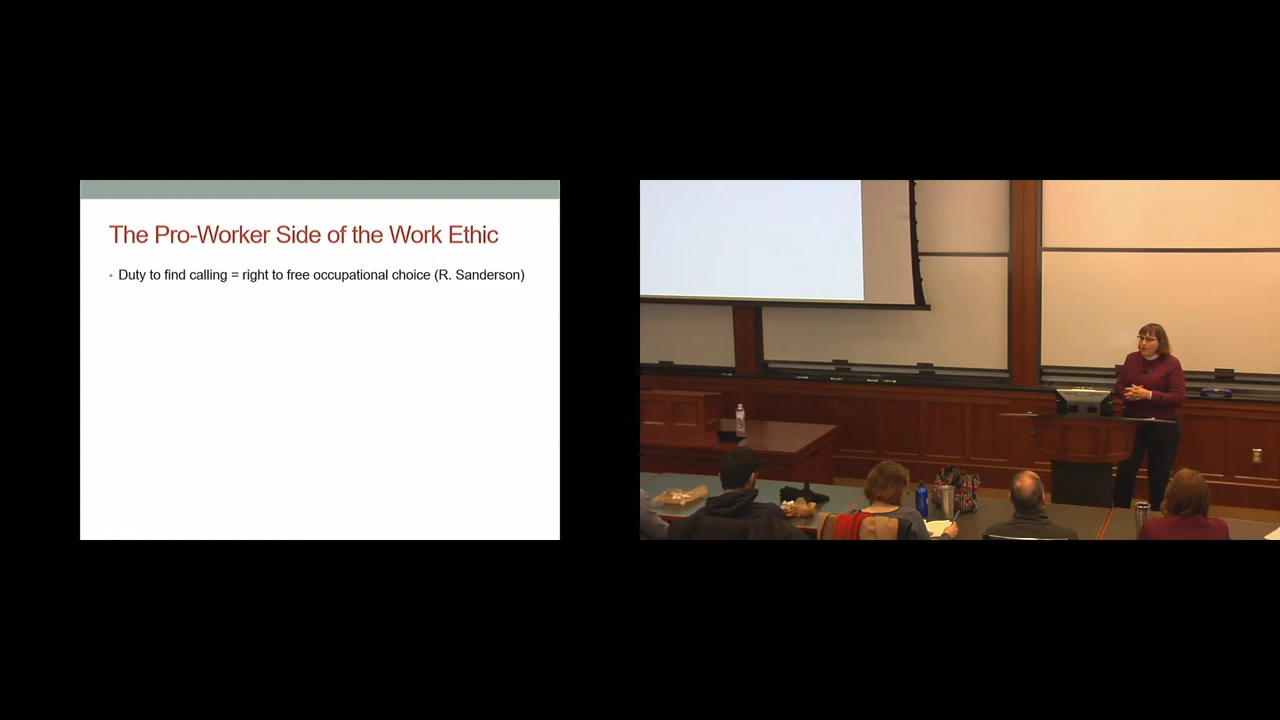 The Pro-Worker Side of the Work Ethic
• Duty to find calling = right to free occupational choice (R. Sanderson)